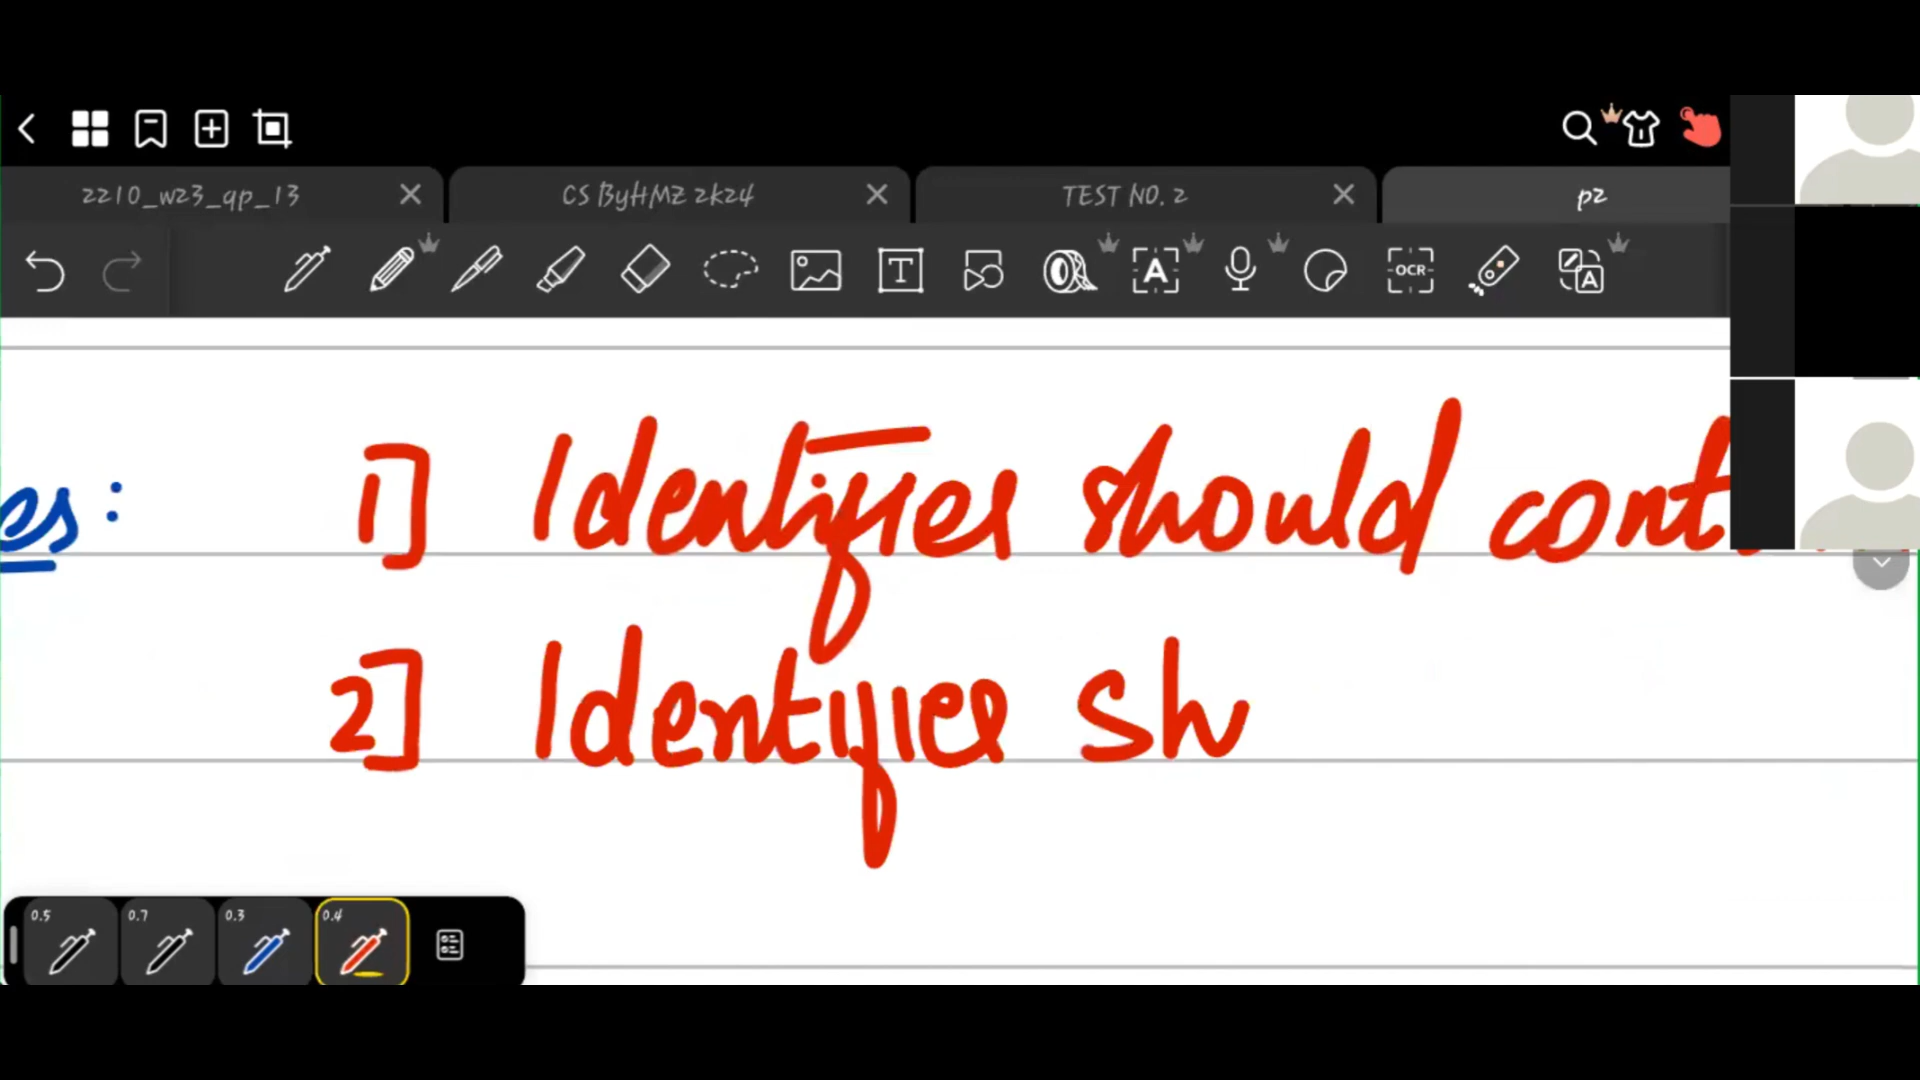 2210_w23_qp_13
CS ByHMZ 2k24
TEST NO. 2
p2
T
A
OCR
A
es :
1] Identifier should cont
2] Identifier sh
0.5
0.7
0.3
0.4